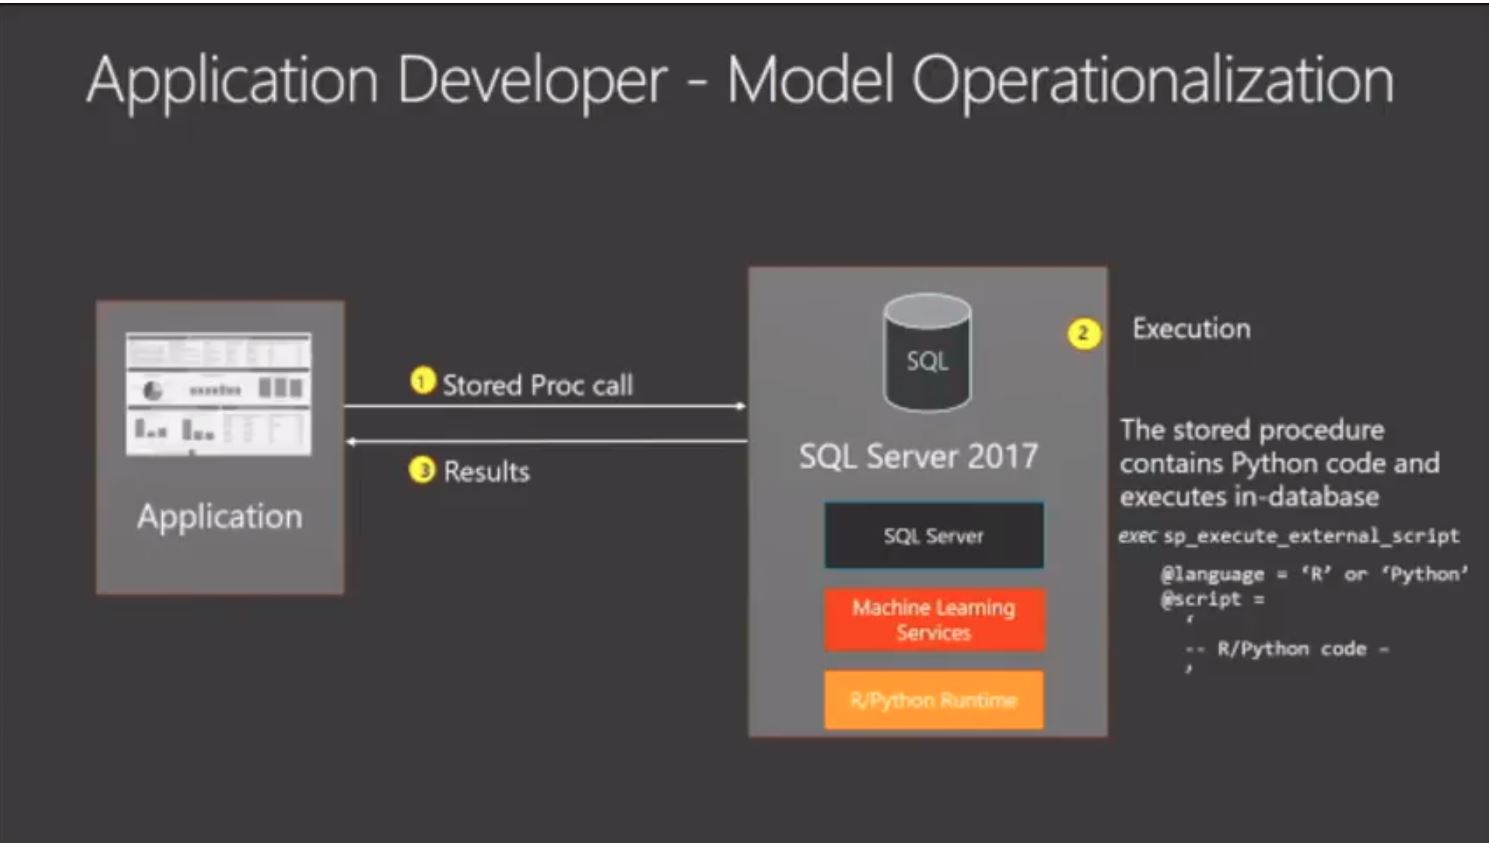 Application Developer - Model Operationalization
Application
1 Stored Proc call
3 Results
SQL
SQL Server 2017
SQL Server
Machine Learning
Services
R/Python Runtime
2 Execution
The stored procedure
contains Python code and
executes in-database
exec sp_execute_external_script
@language = ‘R’ or ‘Python’
@script =
‘
-- R/Python code –
’